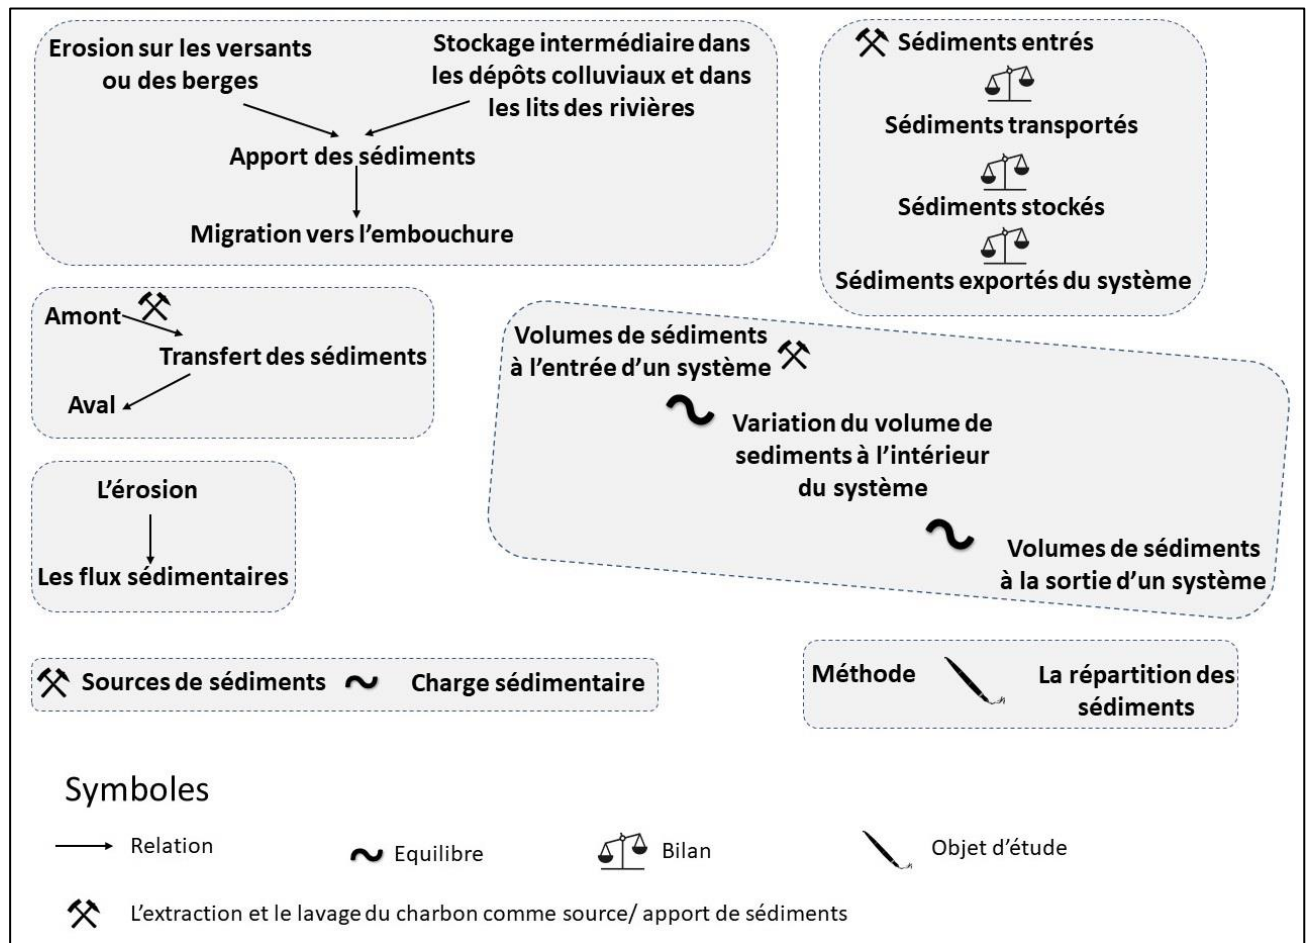 Erosion sur les versants
ou des berges
Stockage intermédiaire dans
les dépôts colluviaux et dans
les lits des rivières
Apport des sédiments
Migration vers l'embouchure
Sédiments entrés
Sédiments transportés
Sédiments stockés
Sédiments exportés du système
Amont
Transfert des sédiments
Aval
Volumes de sédiments
à l'entrée d'un système
Variation du volume de
sediments à l'intérieur
du système
Volumes de sédiments
à la sortie d'un système
L'érosion
Les flux sédimentaires
Sources de sédiments
Charge sédimentaire
Méthode
La répartition des
sédiments
Symboles
Relation
Equilibre
Bilan
Objet d'étude
L'extraction et le lavage du charbon comme source/ apport de sédiments